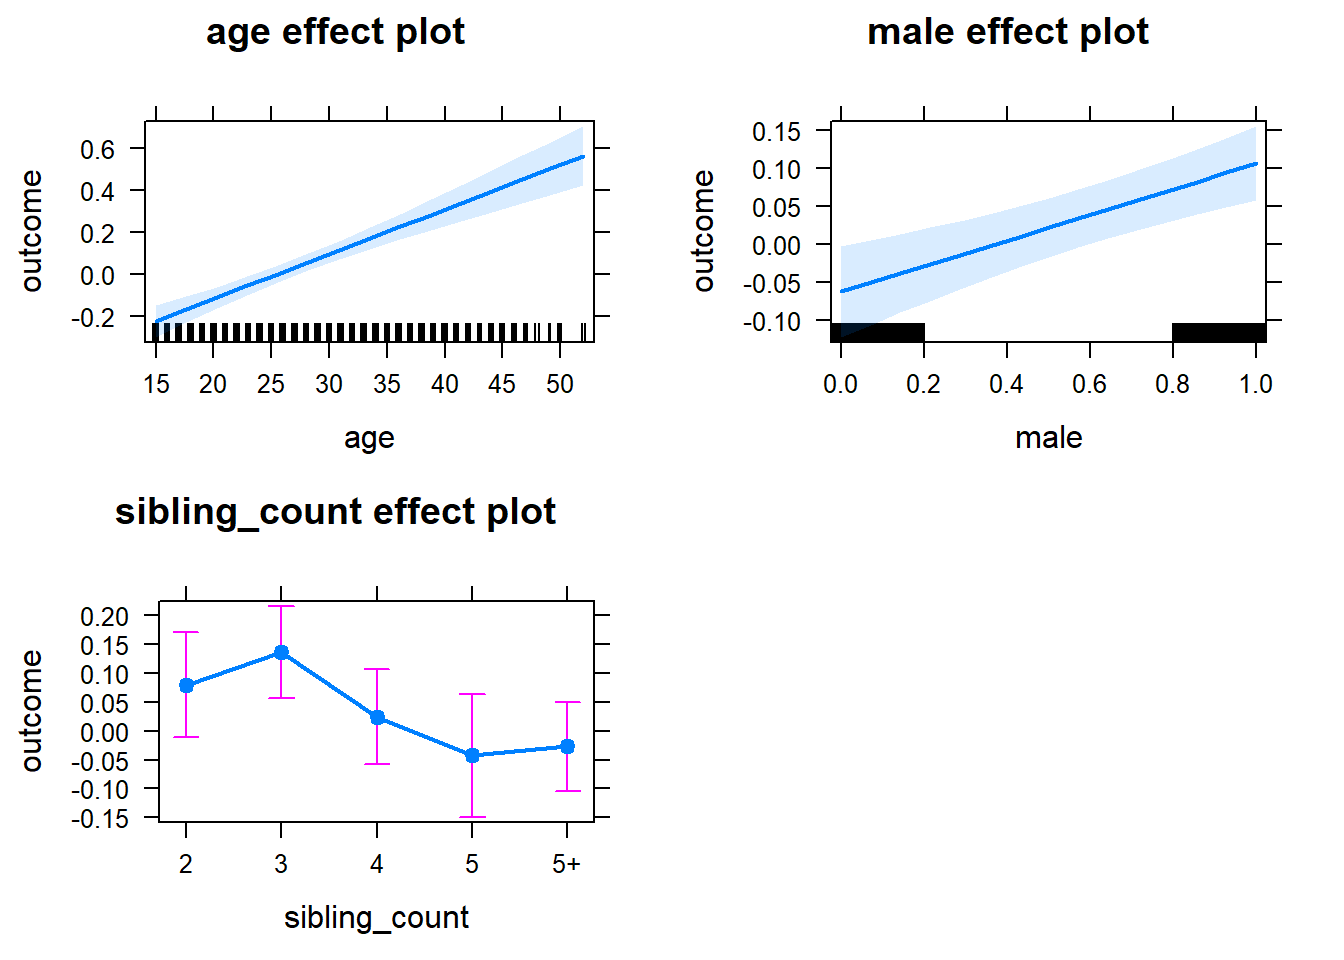 age effect plot
outcome
0.6
0.4
0.2
0.0
-0.2
15 20 25 30 35 40 45 50
age
male effect plot
outcome
0.15
0.10
0.05
0.00
-0.05
-0.10
0.0 0.2 0.4 0.6 0.8 1.0
male
sibling_count effect plot
outcome
0.20
0.15
0.10
0.05
0.00
-0.05
-0.10
-0.15
2 3 4 5 5+
sibling_count